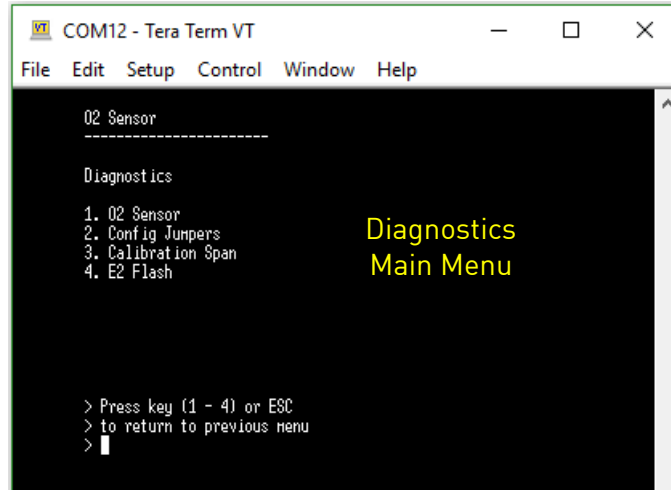 COM12 - Tera Term VT
File Edit Setup Control Window Help
O2 Sensor
-----------------------
Diagnostics
1. O2 Sensor
2. Config Jumpers
3. Calibration Span
4. E2 Flash
Diagnostics
Main Menu
> Press key (1 - 4) or ESC
> to return to previous menu
>